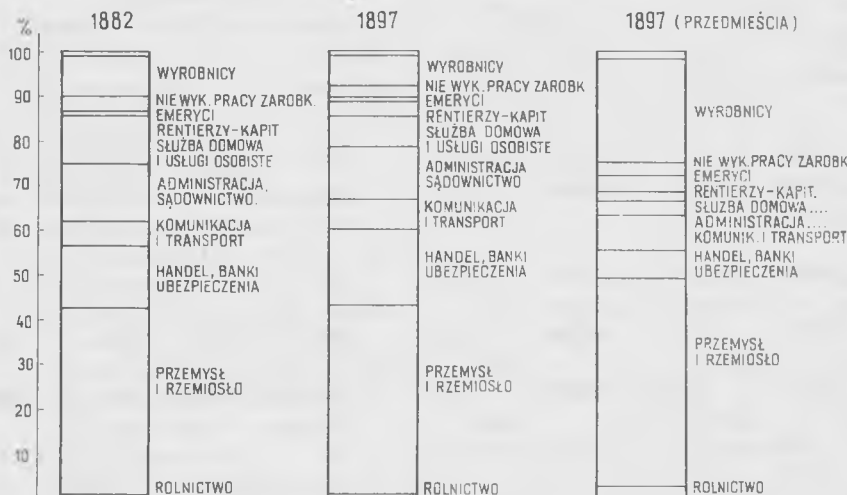 %
1882
1897
1897 (PRZEDMIEŚCIA)
100
90
80
70
60
50
40
30
20
10
WYROBNICY
NIE WYK. PRACY ZAROBK.
EMERYCI
RENTIERZY-KAPIT
SŁUŻBA DOMOWA
I USŁUGI OSOBISTE
ADMINISTRACJA,
SĄDOWNICTWO.
KOMUNIKACJA
I TRANSPORT
HANDEL, BANKI
UBEZPIECZENIA
PRZEMYSŁ
I RZEMIOSŁO
ROLNICTWO
WYROBNICY
NIE WYK. PRACY ZAROBK
EMERYCI
RENTIERZY-KAPIT
SŁUŻBA DOMOWA
I USŁUGI OSOBISTE
ADMINISTRACJA
SĄDOWNICTWO
KOMUNIKACJA
I TRANSPORT
HANDEL, BANKI
UBEZPIECZENIA
PRZEMYSŁ
I RZEMIOSŁO
ROLNICTWO
WYROBNICY
NIE WYK. PRACY ZAROBK
EMERYCI
RENTIERZY-KAPIT.
SŁUŻBA DOMOWA....
ADMINISTRACJA....
KOMUNIK. I TRANSPORT
HANDEL, BANKI
UBEZPIECZENIA
PRZEMYSŁ
I RZEMIOSŁO
ROLNICTWO